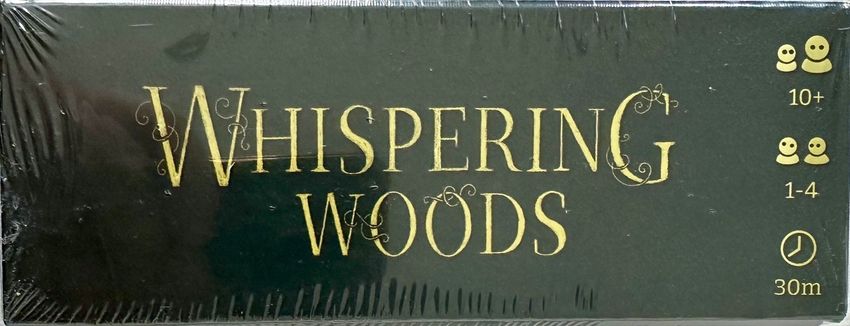 WHISPERING
WOODS
10+
1-4
30m